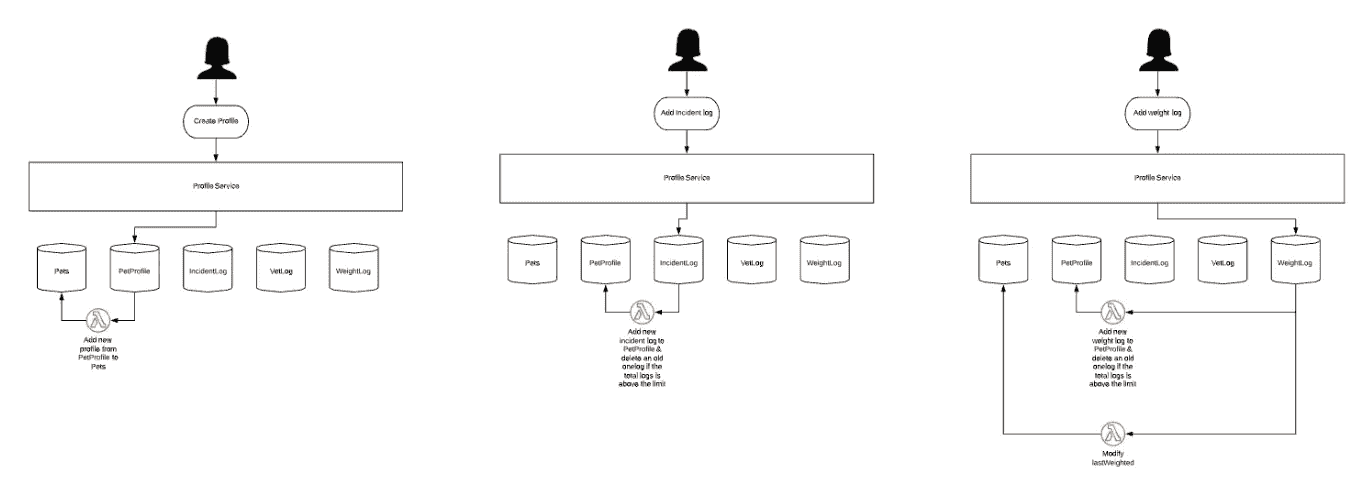 Create Profile
Profile Service
Pets
PetProfile
IncidentLog
VetLog
WeightLog
Add new
profile from
PetProfile to
Pets
Add incident log
Profile Service
Pets
PetProfile
IncidentLog
VetLog
WeightLog
Add new
incident log to
PetProfile &
delete an old
onelog if the
total logs is
above the limit
Add weight log
Profile Service
Pets
PetProfile
IncidentLog
VetLog
WeightLog
Add new
weight log to
PetProfile &
delete an old
onelog if the
total logs is
above the limit
Modify
lastWeighted